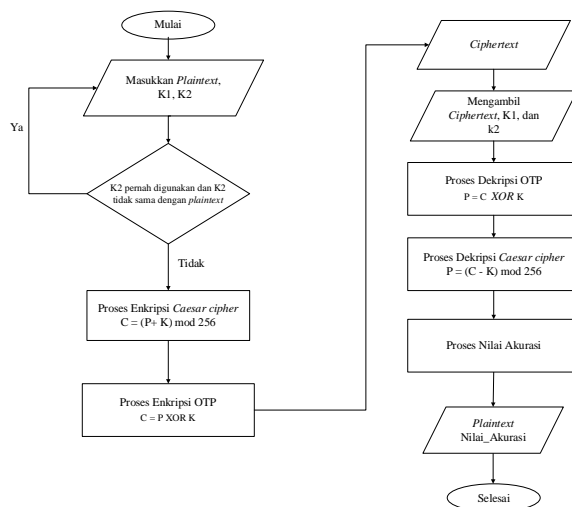 Mulai
Masukkan Plaintext,
K1, K2
Ya
K2 pernah digunakan dan K2
tidak sama dengan plaintext
Tidak
Proses Enkripsi Caesar cipher
C = (P+ K) mod 256
Proses Enkripsi OTP
C = P XOR K
Ciphertext
Mengambil
Ciphertext, K1, dan
k2
Proses Dekripsi OTP
P = C XOR K
Proses Dekripsi Caesar cipher
P = (C - K) mod 256
Proses Nilai Akurasi
Plaintext
Nilai_Akurasi
Selesai